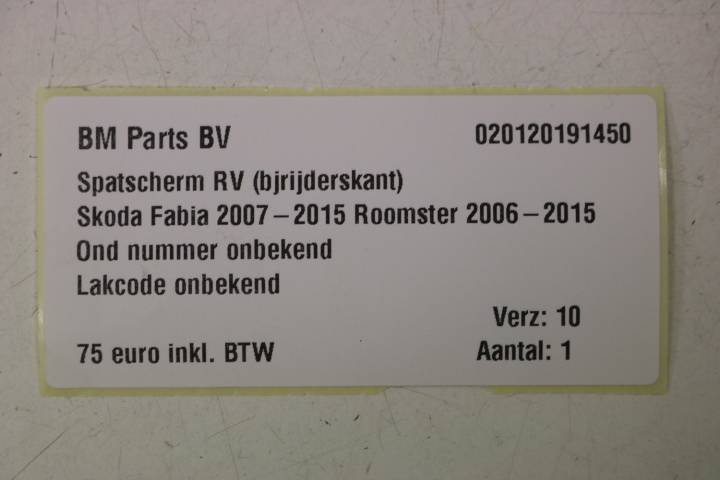 BM Parts BV 020120191450
Spatscherm RV (bjrijderskant)
Skoda Fabia 2007 – 2015 Roomster 2006 – 2015
Ond nummer onbekend
Lakcode onbekend
Verz: 10
75 euro inkl. BTW Aantal: 1